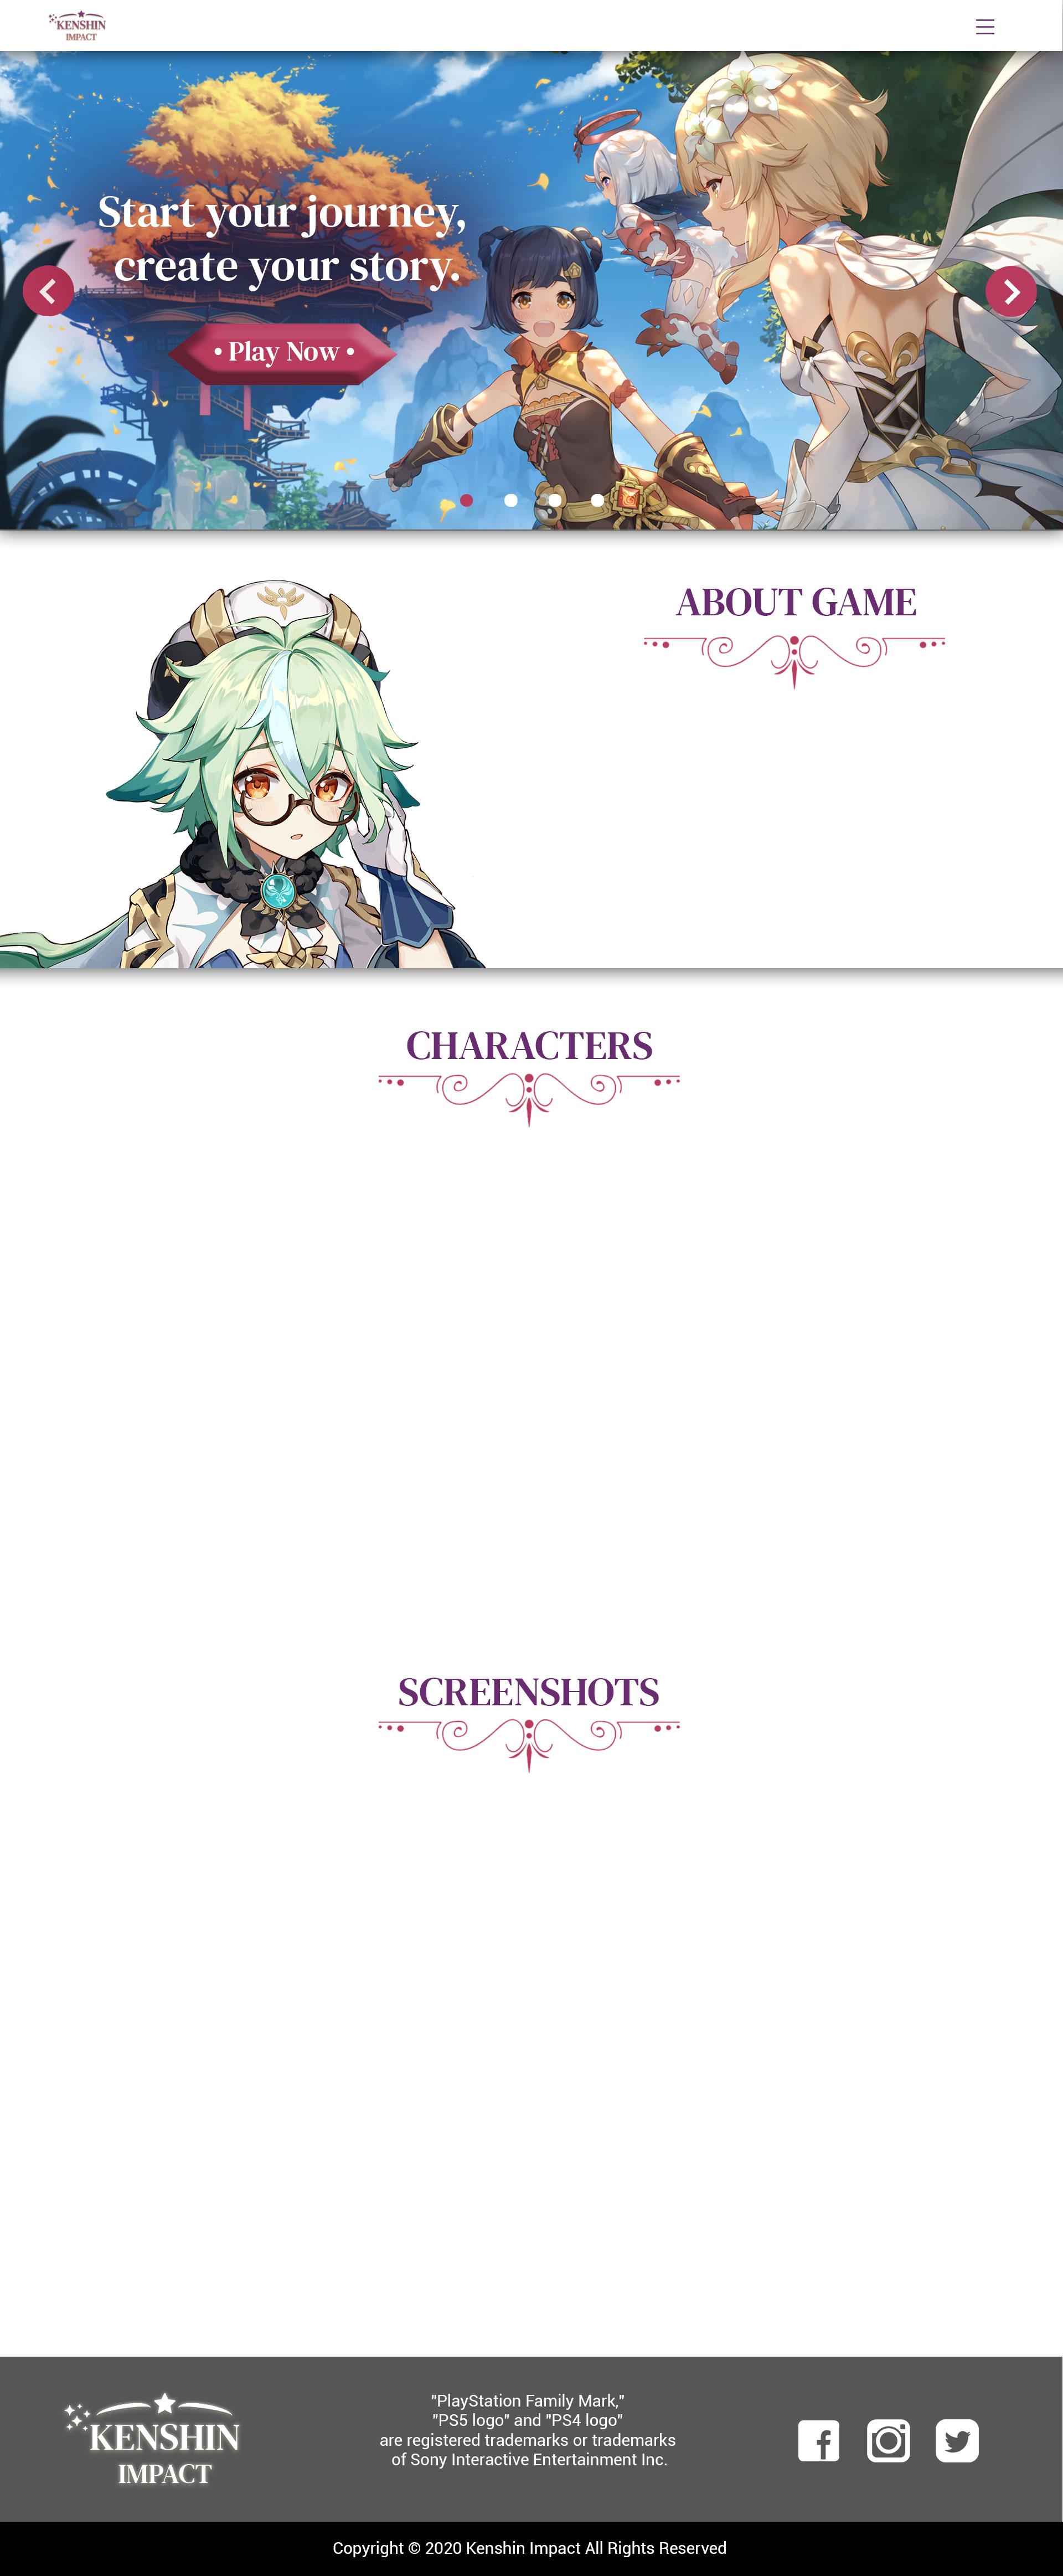 KENSHIN
IMPACT
Start your journey,
create your story.
• Play Now •
ABOUT GAME
CHARACTERS
SCREENSHOTS
KENSHIN
IMPACT
"PlayStation Family Mark,"
"PS5 logo" and "PS4 logo"
are registered trademarks or trademarks
of Sony Interactive Entertainment Inc.
Copyright © 2020 Kenshin Impact All Rights Reserved